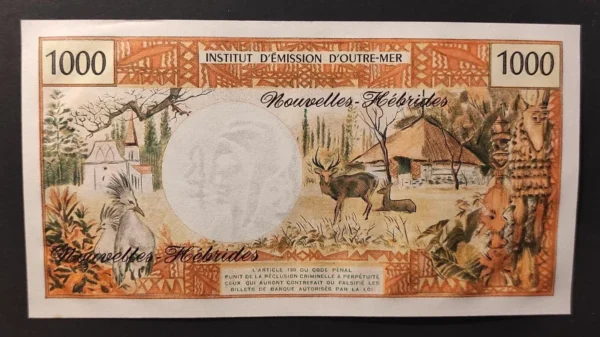 1000
INSTITUT D'ÉMISSION D'OUTRE-MER
1000
Nouvelles-Hébrides
Nouvelles-Hébrides
L'ARTICLE 139 DU CODE PÉNAL
PUNIT DE LA RÉCLUSION CRIMINELLE À PERPÉTUITÉ
CEUX QUI AURONT CONTREFAIT OU FALSIFIÉ LES
BILLETS DE BANQUE AUTORISÉS PAR LA LOI